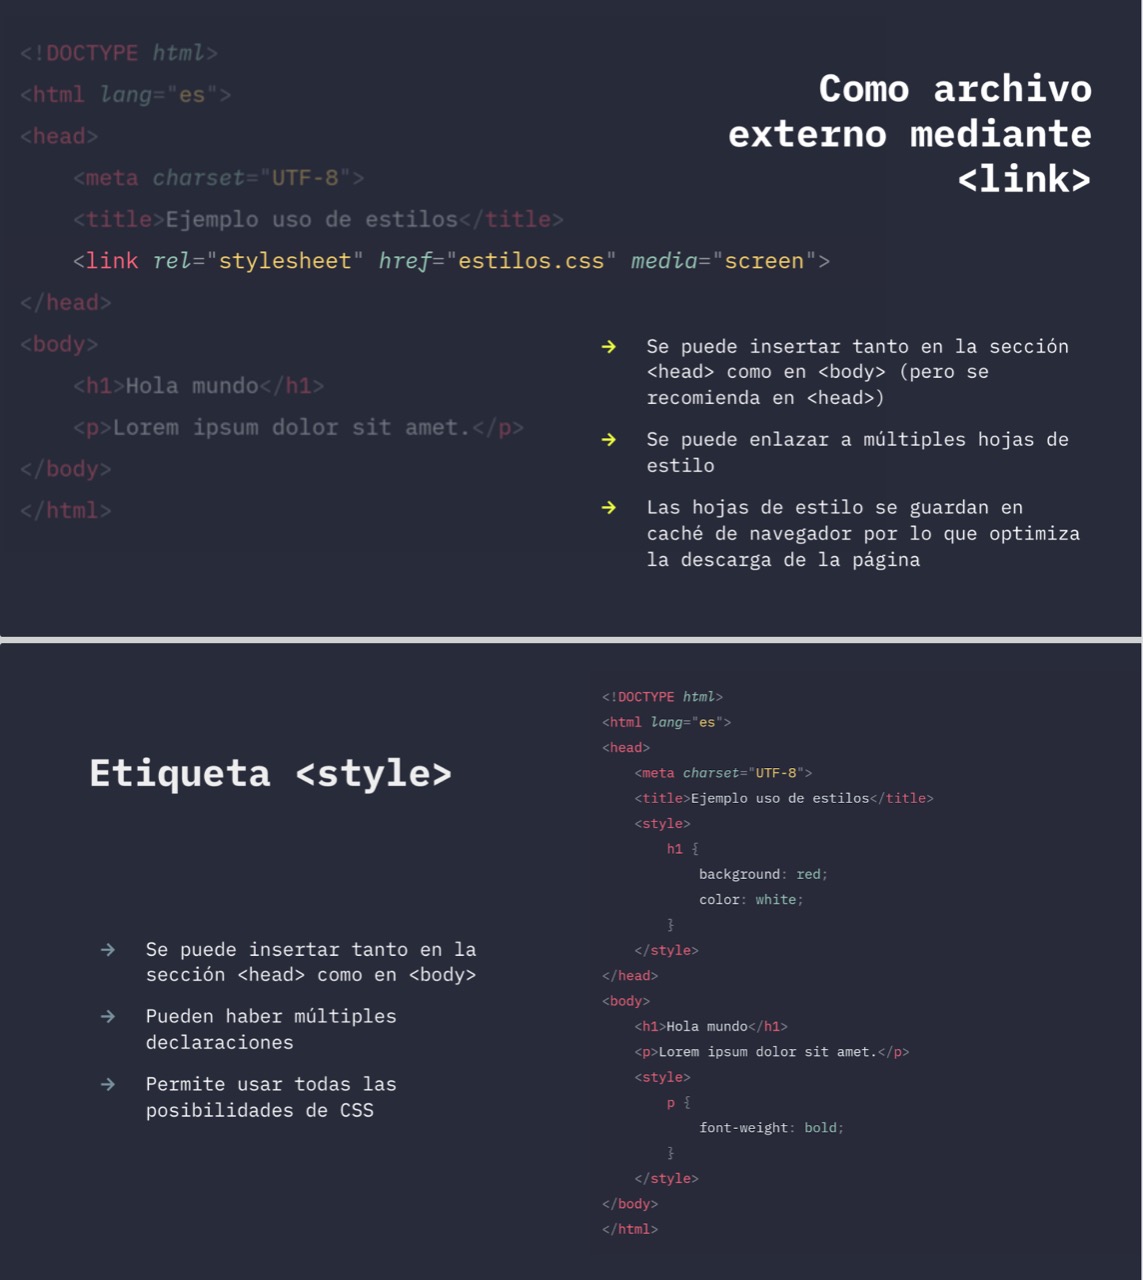 <!DOCTYPE html>
<html lang="es">
<head>
<meta charset="UTF-8">
<title>Ejemplo uso de estilos</title>
<link rel="stylesheet" href="estilos.css" media="screen">
</head>
<body>
<h1>Hola mundo</h1>
<p>Lorem ipsum dolor sit amet.</p>
</body>
</html>
Como archivo
externo mediante
<link>
→ Se puede insertar tanto en la sección
<head> como en <body> (pero se
recomienda en <head>)
→ Se puede enlazar a múltiples hojas de
estilo
→ Las hojas de estilo se guardan en
caché de navegador por lo que optimiza
la descarga de la página
Etiqueta <style>
→ Se puede insertar tanto en la
sección <head> como en <body>
→ Pueden haber múltiples
declaraciones
→ Permite usar todas las
posibilidades de CSS
<!DOCTYPE html>
<html lang="es">
<head>
<meta charset="UTF-8">
<title>Ejemplo uso de estilos</title>
<style>
h1 {
background: red;
color: white;
}
</style>
</head>
<body>
<h1>Hola mundo</h1>
<p>Lorem ipsum dolor sit amet.</p>
<style>
p {
font-weight: bold;
}
</style>
</body>
</html>